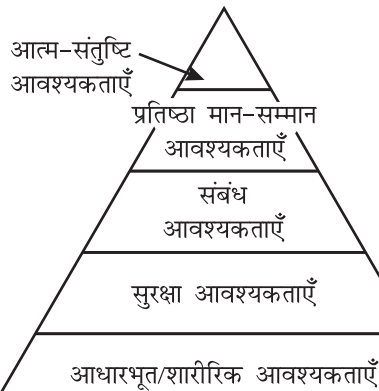 आत्म-संतुष्टि
आवश्यकताएँ
प्रतिष्ठा मान-सम्मान
आवश्यकताएँ
संबंध
आवश्यकताएँ
सुरक्षा आवश्यकताएँ
आधारभूत/शारीरिक आवश्यकताएँ